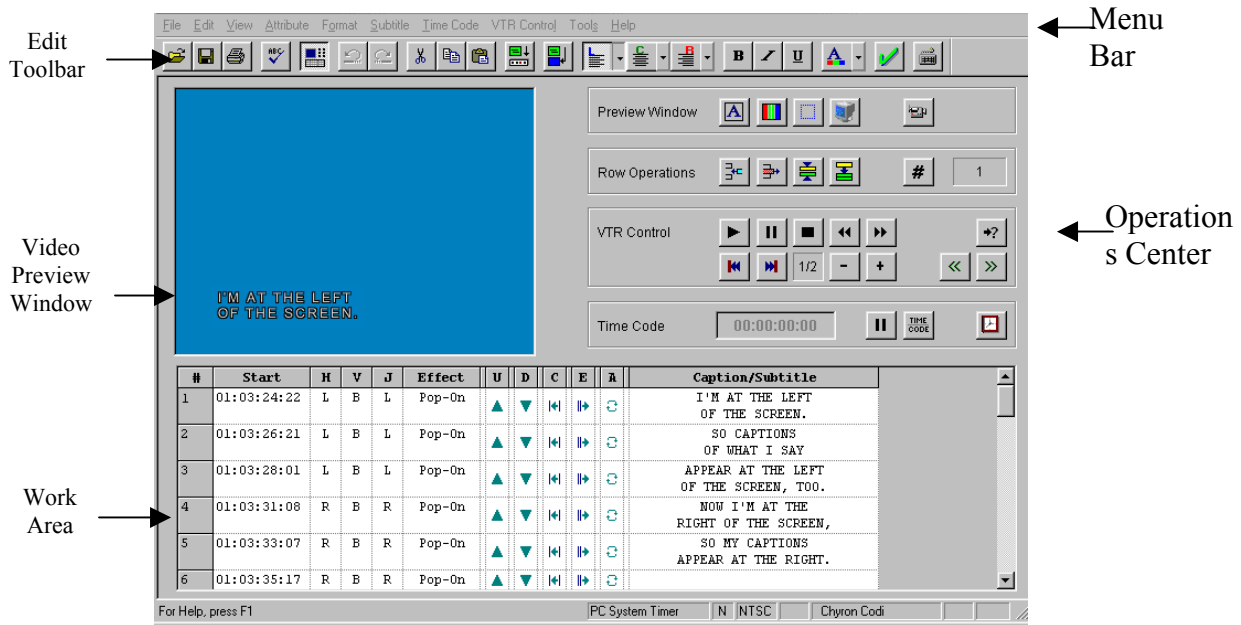 Edit
Toolbar
Menu
Bar
File Edit View Attribute Format Subtitle Time Code VTR Control Tools Help
ABC C B B I U A
Preview Window A
Row Operations # 1
VTR Control →?
1/2 - +
Time Code 00:00:00:00 TIME CODE
Operation
s Center
Video
Preview
Window
I'M AT THE LEFT
OF THE SCREEN.
Work
Area
# Start H V J Effect U D C E A Caption/Subtitle
1 01:03:24:22 L B L Pop-On I'M AT THE LEFT
OF THE SCREEN.
2 01:03:26:21 L B L Pop-On SO CAPTIONS
OF WHAT I SAY
3 01:03:28:01 L B L Pop-On APPEAR AT THE LEFT
OF THE SCREEN, TOO.
4 01:03:31:08 R B R Pop-On NOW I'M AT THE
RIGHT OF THE SCREEN,
5 01:03:33:07 R B R Pop-On SO MY CAPTIONS
APPEAR AT THE RIGHT.
6 01:03:35:17 R B R Pop-On
For Help, press F1 PC System Timer N NTSC Chyron Codi